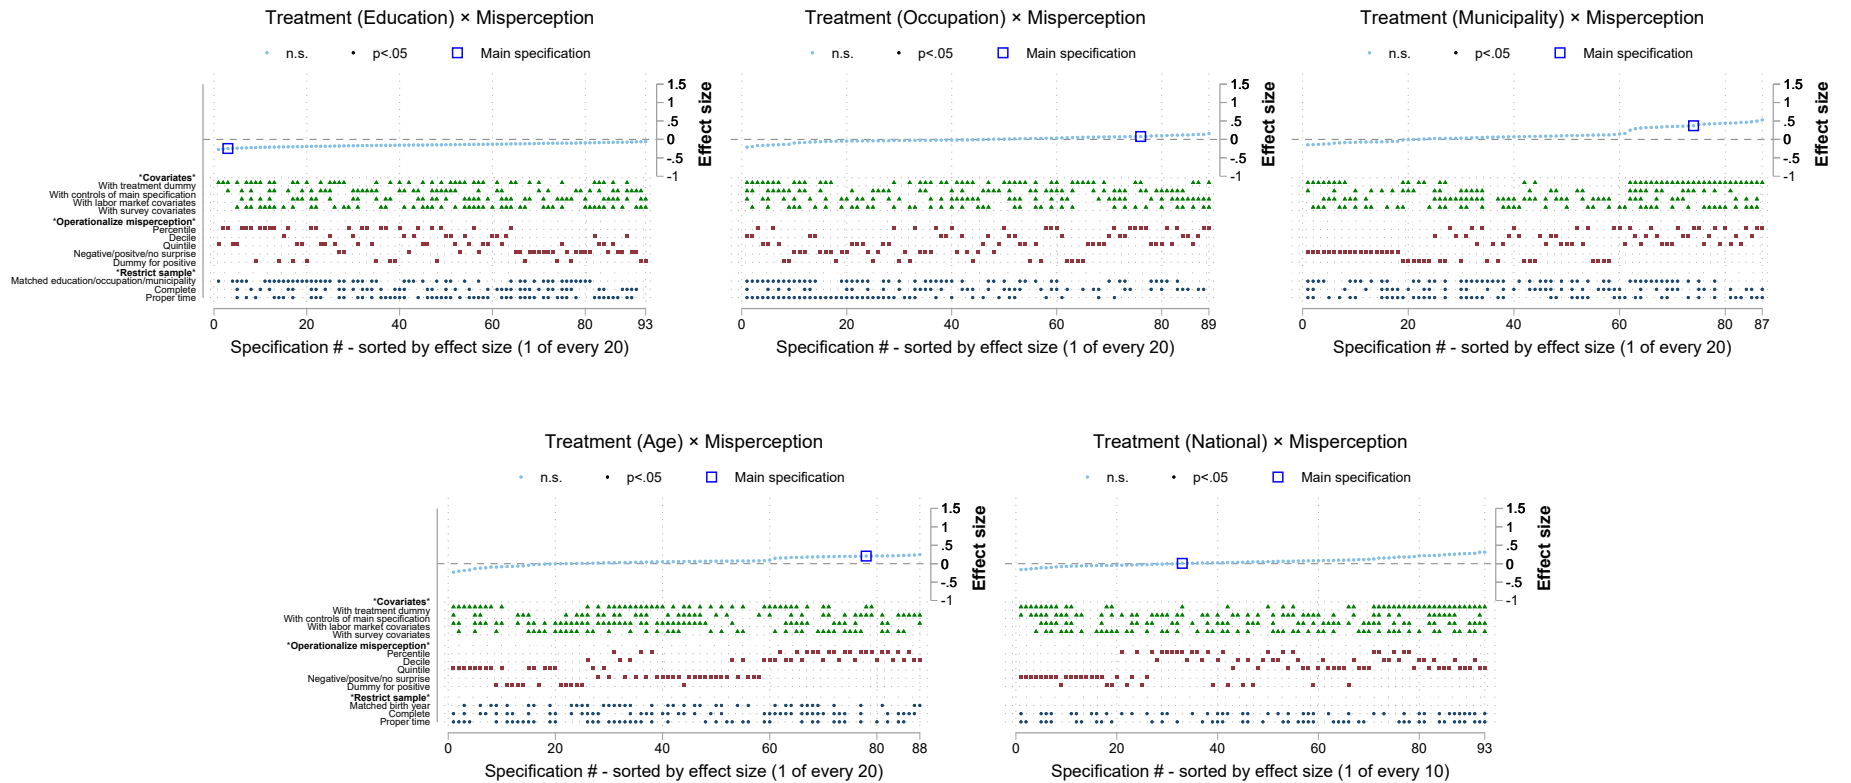 Treatment (Education) × Misperception
n.s.
p<.05
Main specification
1.5
1
.5
0
-.5
-1
Effect size
*Covariates*
With treatment dummy
With controls of main specification
With labor market covariates
With survey covariates
*Operationalize misperception*
Percentile
Decile
Quintile
Negative/positve/no surprise
Dummy for positive
*Restrict sample*
Matched education/occupation/municipality
Complete
Proper time
0 20 40 60 80 93
Specification # - sorted by effect size (1 of every 20)
Treatment (Occupation) × Misperception
n.s.
p<.05
Main specification
1.5
1
.5
0
-.5
-1
Effect size
0 20 40 60 80 89
Specification # - sorted by effect size (1 of every 20)
Treatment (Municipality) × Misperception
n.s.
p<.05
Main specification
1.5
1
.5
0
-.5
-1
Effect size
0 20 40 60 80 87
Specification # - sorted by effect size (1 of every 20)
Treatment (Age) × Misperception
n.s.
p<.05
Main specification
1.5
1
.5
0
-.5
-1
Effect size
*Covariates*
With treatment dummy
With controls of main specification
With labor market covariates
With survey covariates
*Operationalize misperception*
Percentile
Decile
Quintile
Negative/positve/no surprise
Dummy for positive
*Restrict sample*
Matched birth year
Complete
Proper time
0 20 40 60 80 88
Specification # - sorted by effect size (1 of every 20)
Treatment (National) × Misperception
n.s.
p<.05
Main specification
1.5
1
.5
0
-.5
-1
Effect size
0 20 40 60 80 93
Specification # - sorted by effect size (1 of every 10)